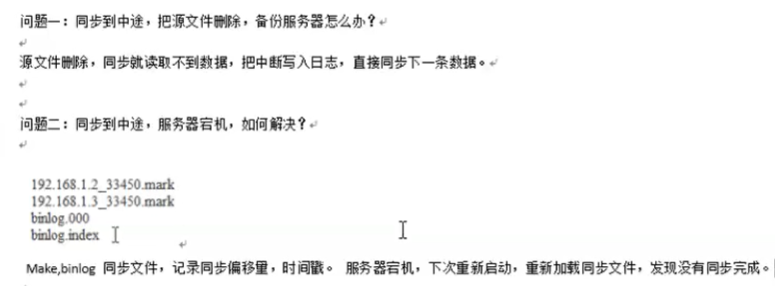 问题一：同步到中途，把源文件删除，备份服务器怎么办？
源文件删除，同步就读取不到数据，把中断写入日志，直接同步下一条数据。
问题二：同步到中途，服务器宕机，如何解决？
192.168.1.2_33450.mark
192.168.1.3_33450.mark
binlog.000
binlog.index
Make,binlog 同步文件，记录同步偏移量，时间戳。 服务器宕机，下次重新启动，重新加载同步文件，发现没有同步完成。